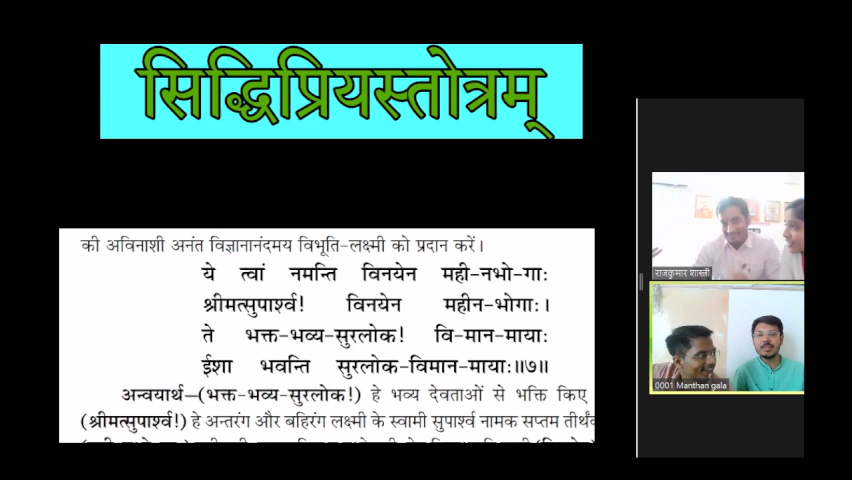 सिद्धिप्रियस्तोत्रम्
की अविनाशी अनंत विज्ञानानंदमय विभूति-लक्ष्मी को प्रदान करें।
ये त्वां नमन्ति विनयेन मही-नभो-गाः
श्रीमत्सुपार्श्व! विनयेन महीन-भोगाः।
ते भक्त-भव्य-सुरलोक! वि-मान-मायाः
ईशा भवन्ति सुरलोक-विमान-मायाः॥७॥
अन्वयार्थ–(भक्त-भव्य-सुरलोक!) हे भव्य देवताओं से भक्ति किए
(श्रीमत्सुपार्श्व!) हे अन्तरंग और बहिरंग लक्ष्मी के स्वामी सुपार्श्व नामक सप्तम
राजकुमार शास्त्री
0001 Manthan gala